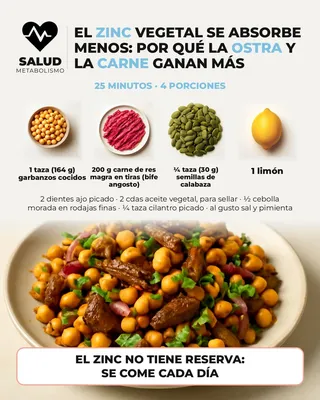 SALUD
METABOLISMO
EL ZINC VEGETAL SE ABSORBE
MENOS: POR QUÉ LA OSTRA Y
LA CARNE GANAN MÁS
25 MINUTOS · 4 PORCIONES
1 taza (164 g)
garbanzos cocidos
200 g carne de res
magra en tiras (bife
angosto)
¼ taza (30 g)
semillas de
calabaza
1 limón
2 dientes ajo picado · 2 cdas aceite vegetal, para sellar · ½ cebolla
morada en rodajas finas · ¼ taza cilantro picado · al gusto sal y pimienta
EL ZINC NO TIENE RESERVA:
SE COME CADA DÍA